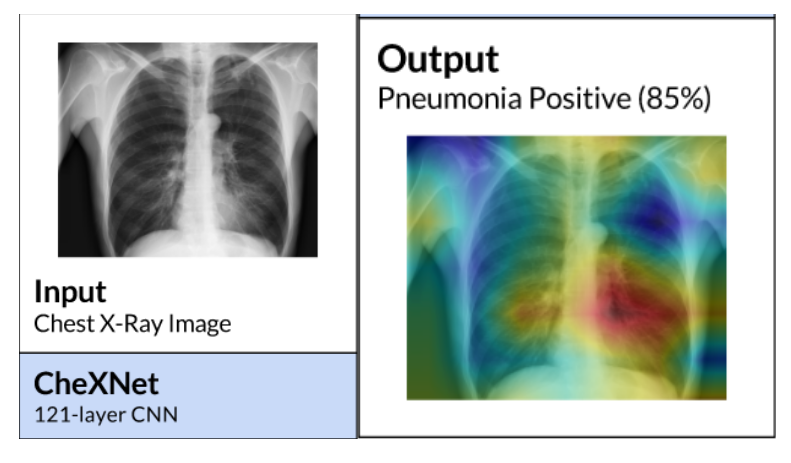 Input
Chest X-Ray Image
CheXNet
121-layer CNN
Output
Pneumonia Positive (85%)